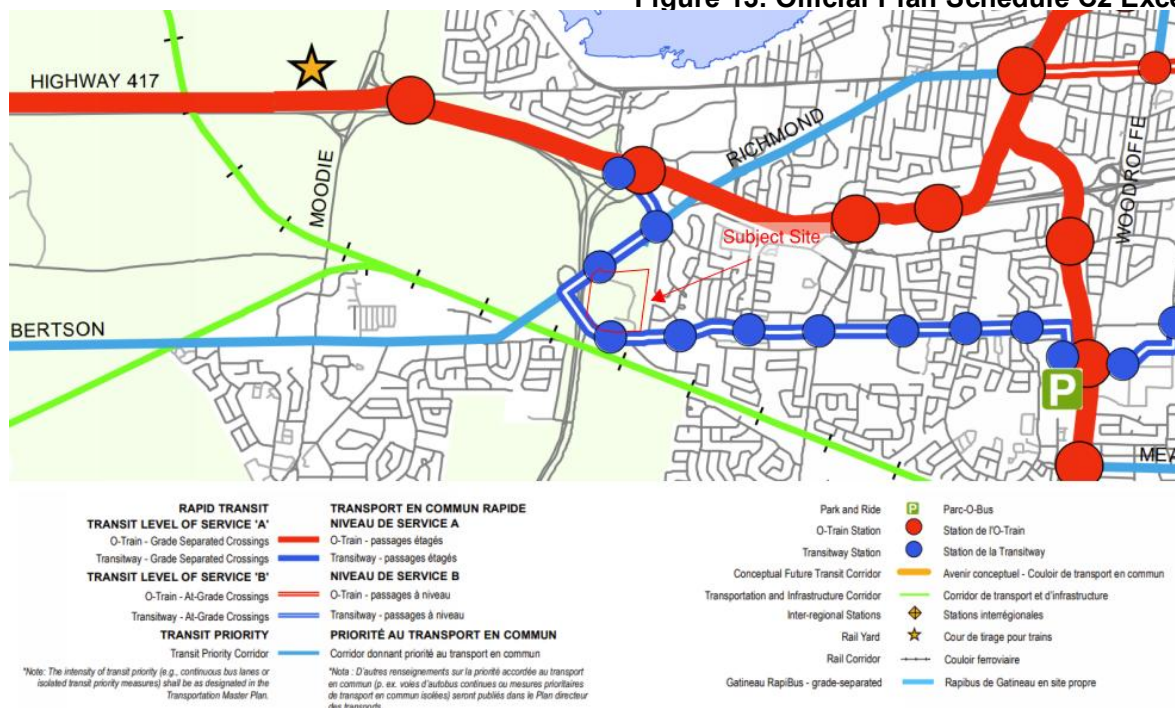 Figure 13: Official Plan Schedule C2 Exce
HIGHWAY 417
MOODIE
RICHMOND
WOODROFFE
Subject Site
BERTSON
P
MEA
RAPID TRANSIT
TRANSIT LEVEL OF SERVICE 'A'
O-Train - Grade Separated Crossings
Transitway - Grade Separated Crossings
TRANSIT LEVEL OF SERVICE 'B'
O-Train - At-Grade Crossings
Transitway - At-Grade Crossings
TRANSIT PRIORITY
Transit Priority Corridor
*Note: The intensity of transit priority (e.g., continuous bus lanes or
isolated transit priority measures) shall be as designated in the
Transportation Master Plan.
TRANSPORT EN COMMUN RAPIDE
NIVEAU DE SERVICE A
O-Train - passages étagés
Transitway - passages étagés
NIVEAU DE SERVICE B
O-Train - passages à niveau
Transitway - passages à niveau
PRIORITÉ AU TRANSPORT EN COMMUN
Corridor donnant priorité au transport en commun
*Nota : D'autres renseignements sur la priorité accordée au transport
en commun (p. ex. voies d'autobus continues ou mesures prioritaires
de transport en commun isolées) seront publiés dans le Plan directeur
des transports.
Park and Ride P Parc-O-Bus
O-Train Station Station de l'O-Train
Transitway Station Station de la Transitway
Conceptual Future Transit Corridor Avenir conceptuel - Couloir de transport en commun
Transportation and Infrastructure Corridor Corridor de transport et d'infrastructure
Inter-regional Stations Stations interrégionales
Rail Yard Cour de tirage pour trains
Rail Corridor Couloir ferroviaire
Gatineau RapiBus - grade-separated Rapibus de Gatineau en site propre